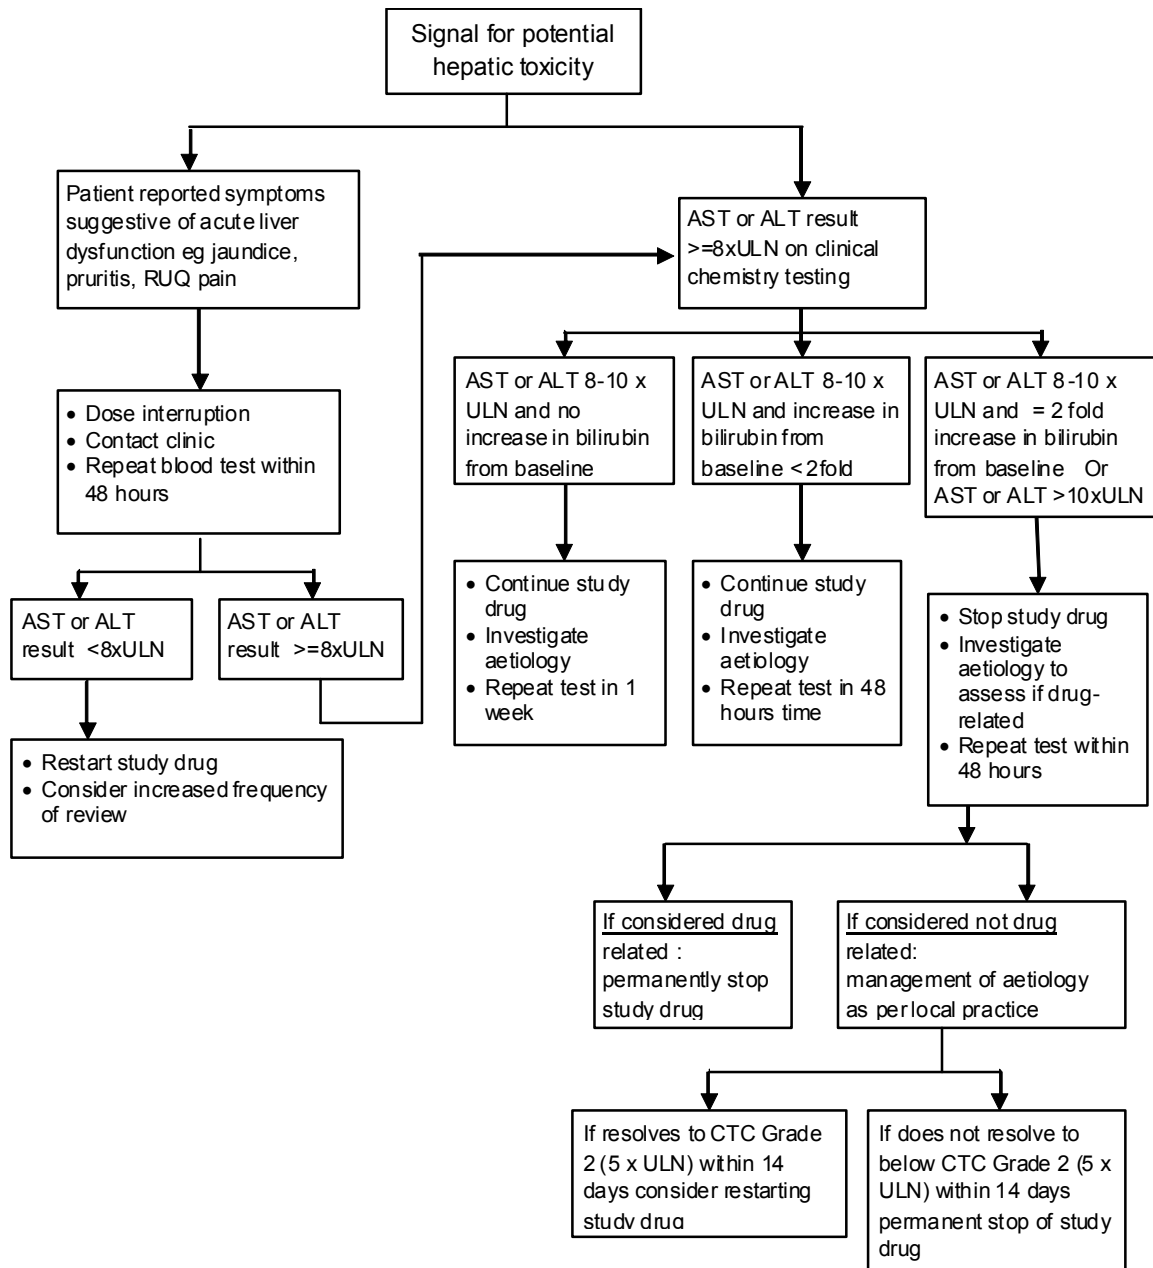 Signal for potential
hepatic toxicity
Patient reported symptoms
suggestive of acute liver
dysfunction eg jaundice,
pruritis, RUQ pain
AST or ALT result
>=8xULN on clinical
chemistry testing
• Dose interruption
• Contact clinic
• Repeat blood test within
48 hours
AST or ALT 8-10 x
ULN and no
increase in bilirubin
from baseline
AST or ALT 8-10 x
ULN and increase in
bilirubin from
baseline <2fold
AST or ALT 8-10 x
ULN and = 2 fold
increase in bilirubin
from baseline Or
AST or ALT >10xULN
AST or ALT
result <8xULN
AST or ALT
result >=8xULN
• Continue study
drug
• Investigate
aetiology
• Repeat test in 1
week
• Continue study
drug
• Investigate
aetiology
• Repeat test in 48
hours time
• Stop study drug
• Investigate
aetiology to
assess if drug-
related
• Repeat test within
48 hours
• Restart study drug
• Consider increased frequency
of review
If considered drug
related :
permanently stop
study drug
If considered not drug
related:
management of aetiology
as per local practice
If resolves to CTC Grade
2 (5 x ULN) within 14
days consider restarting
study drug
If does not resolve to
below CTC Grade 2 (5 x
ULN) within 14 days
permanent stop of study
drug